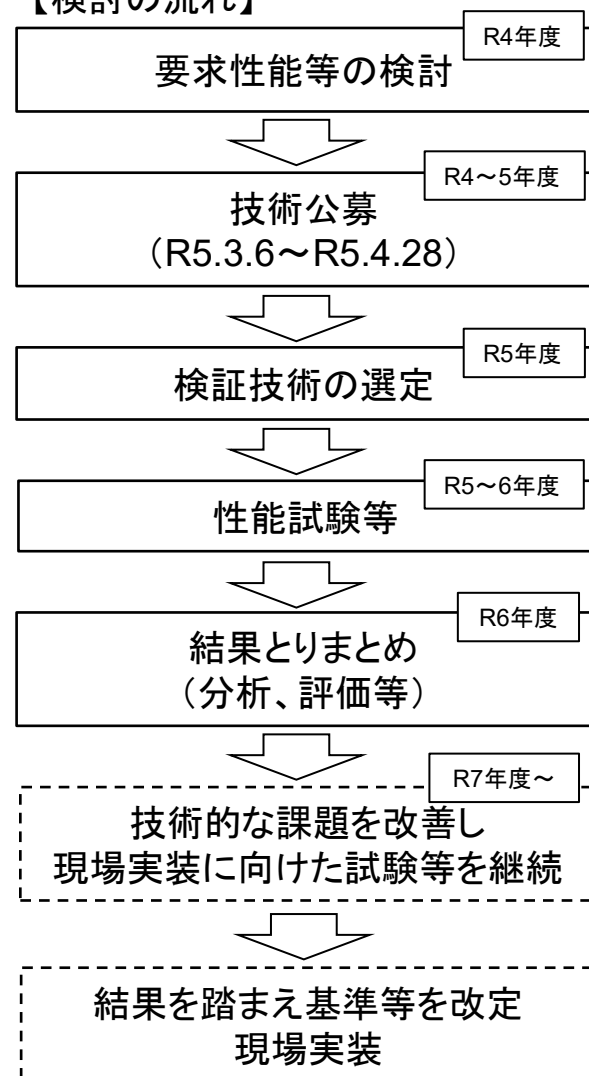 【検討の流れ】
R4年度
要求性能等の検討
R4～5年度
技術公募
（R5.3.6～R5.4.28）
R5年度
検証技術の選定
R5～6年度
性能試験等
R6年度
結果とりまとめ
（分析、評価等）
R7年度～
技術的な課題を改善し
現場実装に向けた試験等を継続
結果を踏まえ基準等を改定
現場実装